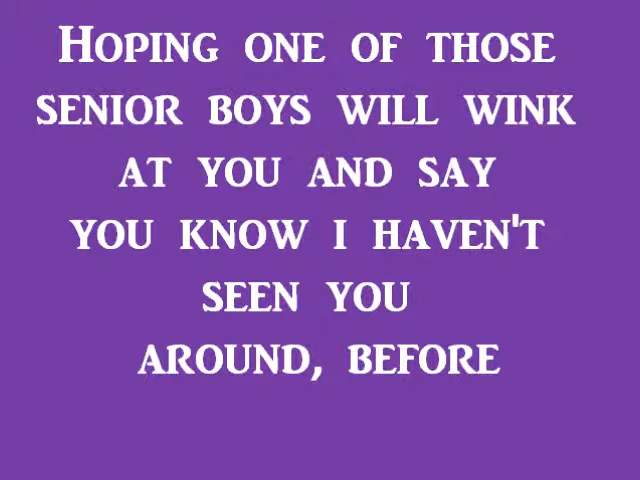 Hoping one of those
senior boys will wink
at you and say
you know i haven't
seen you
around, before